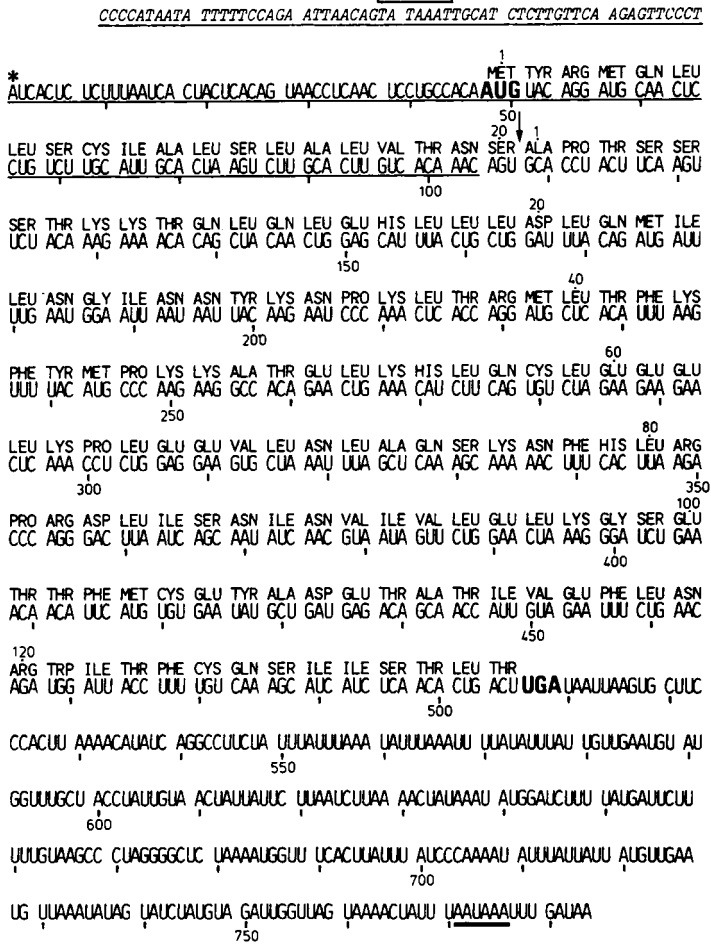 CCCCATAATA TTTTTCCAGA ATTAACAGTA TAAATTGCAT CTCTTGTTCA AGAGTTCCCT
1
* MET TYR ARG MET GLN LEU
AUCACUC UCUUUAAUCA CUACUCACAG UAACCUCAAC UCCUGCCACA AUG UAC AGG AUG CAA CUC
50
20 1
LEU SER CYS ILE ALA LEU SER LEU ALA LEU VAL THR ASN SER ALA PRO THR SER SER
CUG UCU UGC AUU GCA CUA AGU CUU GCA CUU GUC ACA AAC AGU GCA CCU ACU UCA AGU
100
20
SER THR LYS LYS THR GLN LEU GLN LEU GLU HIS LEU LEU LEU ASP LEU GLN MET ILE
UCU ACA AAG AAA ACA CAG CUA CAA CUG GAG CAU UUA CUG CUG GAU UUA CAG AUG AUU
150
40
LEU ASN GLY ILE ASN ASN TYR LYS ASN PRO LYS LEU THR ARG MET LEU THR PHE LYS
UUG AAU GGA AUU AAU AAU UAC AAG AAU CCC AAA CUC ACC AGG AUG CUC ACA UUU AAG
200
60
PHE TYR MET PRO LYS LYS ALA THR GLU LEU LYS HIS LEU GLN CYS LEU GLU GLU GLU
UUU UAC AUG CCC AAG AAG GCC ACA GAA CUG AAA CAU CUU CAG UGU CUA GAA GAA GAA
250
80
LEU LYS PRO LEU GLU GLU VAL LEU ASN LEU ALA GLN SER LYS ASN PHE HIS LEU ARG
CUC AAA CCU CUG GAG GAA GUG CUA AAU UUA GCU CAA AGC AAA AAC UUU CAC UUA AGA
300 350
100
PRO ARG ASP LEU ILE SER ASN ILE ASN VAL ILE VAL LEU GLU LEU LYS GLY SER GLU
CCC AGG GAC UUA AUC AGC AAU AUC AAC GUA AUA GUU CUG GAA CUA AAG GGA UCU GAA
400
THR THR PHE MET CYS GLU TYR ALA ASP GLU THR ALA THR ILE VAL GLU PHE LEU ASN
ACA ACA UUC AUG UGU GAA UAU GCU GAU GAG ACA GCA ACC AUU GUA GAA UUU CUG AAC
450
120
ARG TRP ILE THR PHE CYS GLN SER ILE ILE SER THR LEU THR
AGA UGG AUU ACC UUU UGU CAA AGC AUC AUC UCA ACA CUG ACU UGA UAAUUAAGUG CUUC
500
CCACUU AAAACAUAUC AGGCCUUCUA UUUAUUUAAA UAUUUAAAUU UUAUAUUUAU UGUUGAAUGU AU
550
GGUUUGCU ACCUAUUGUA ACUAUUAUUC UUAAUCUUAA AACUAUAAAU AUGGAUCUUU UAUGAUUCUU
600
UUUGUAAGCC CUAGGGGCUC UAAAAUGGUU UCACUUAUUU AUCCCAAAAU AUUUAUUAUU AUGUUGAA
700
UG UUAAAUAUAG UAUCUAUGUA GAUUGGUUAG UAAAACUAUU UAAUAAAUUU GAUAA
750